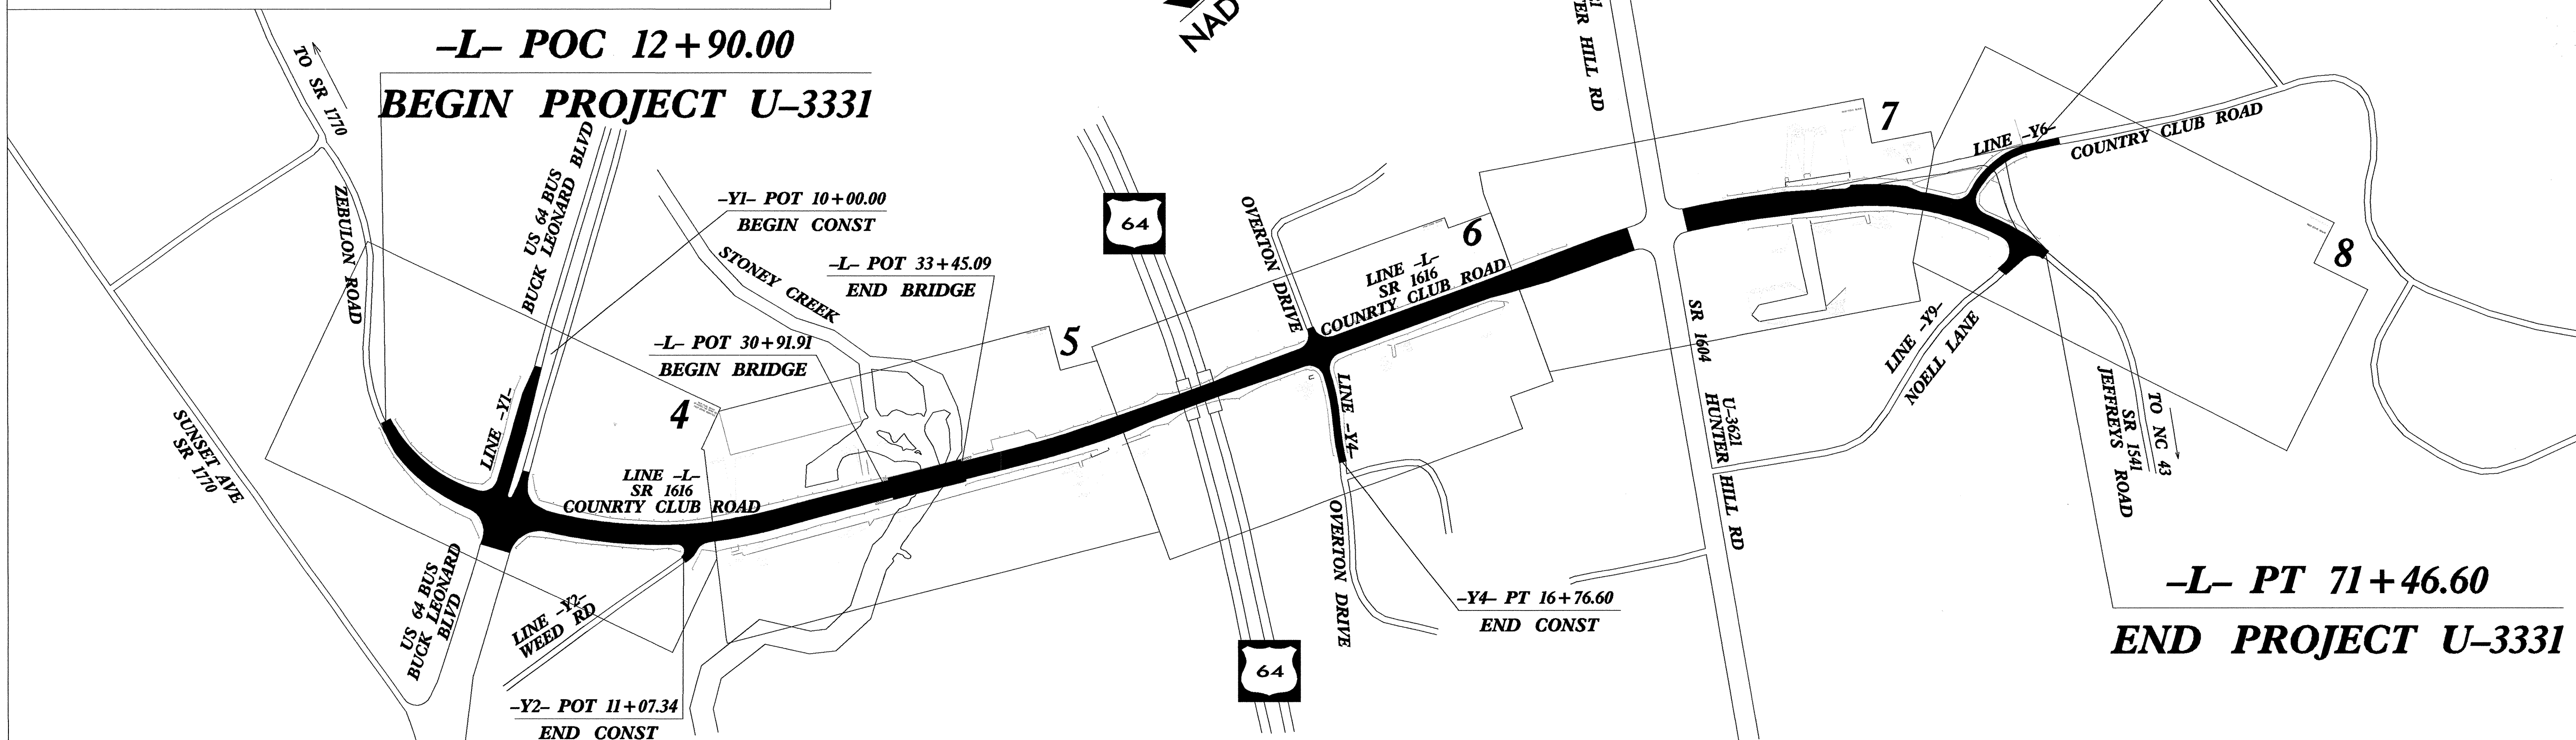 NAD
TER HILL RD
–L– POC 12+90.00
BEGIN PROJECT U–3331
TO SR 1770
ZEBULON ROAD
US 64 BUS
BUCK LEONARD BLVD
–Y1– POT 10+00.00
BEGIN CONST
STONEY CREEK
–L– POT 33+45.09
END BRIDGE
–L– POT 30+91.91
BEGIN BRIDGE
64
OVERTON DRIVE
4
5
6
7
8
LINE –L–
SR 1616
COUNRTY CLUB ROAD
LINE –Y6–
COUNTRY CLUB ROAD
LINE –Y1–
SUNSET AVE
SR 1770
LINE –L–
SR 1616
COUNRTY CLUB ROAD
US 64 BUS
BUCK LEONARD
BLVD
LINE –Y2–
WEED RD
–Y2– POT 11+07.34
END CONST
LINE –Y4–
OVERTON DRIVE
64
–Y4– PT 16+76.60
END CONST
SR 1604
U–3621
HUNTER HILL RD
LINE –Y9–
NOELL LANE
TO NC 43
SR 1541
JEFFREYS ROAD
–L– PT 71+46.60
END PROJECT U–3331